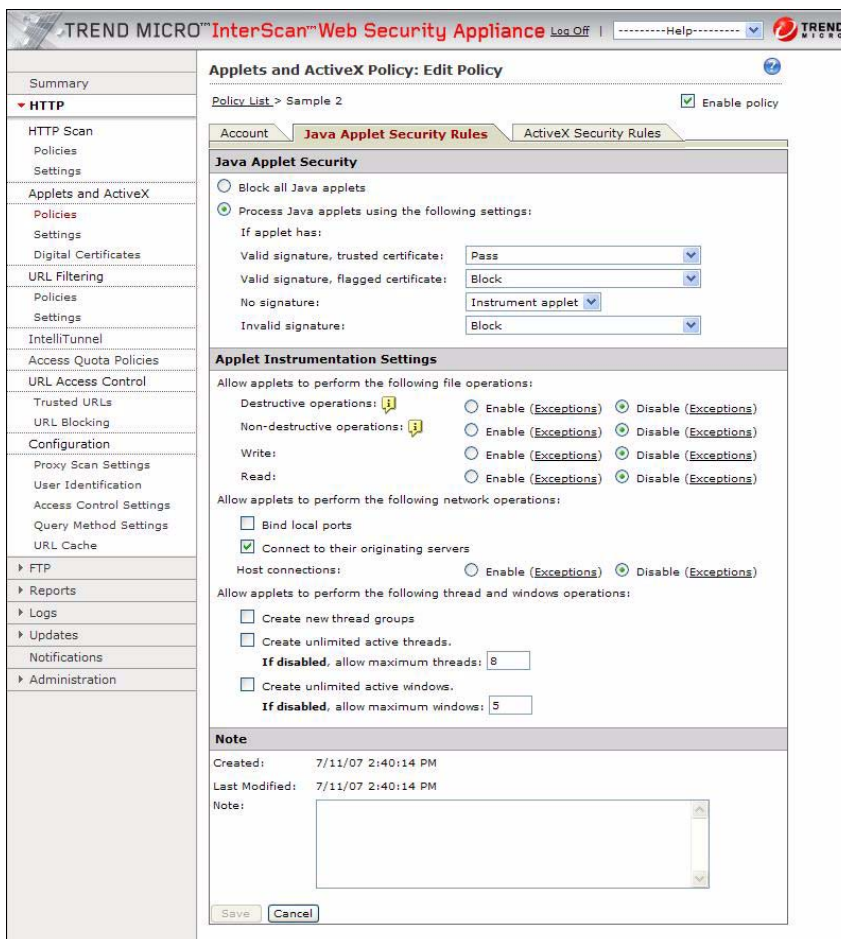 TREND MICRO™ InterScan™ Web Security Appliance Log Off | ---------Help---------
TREND
MICRO
Summary
HTTP
HTTP Scan
Policies
Settings
Applets and ActiveX
Policies
Settings
Digital Certificates
URL Filtering
Policies
Settings
IntelliTunnel
Access Quota Policies
URL Access Control
Trusted URLs
URL Blocking
Configuration
Proxy Scan Settings
User Identification
Access Control Settings
Query Method Settings
URL Cache
FTP
Reports
Logs
Updates
Notifications
Administration
Applets and ActiveX Policy: Edit Policy ?
Policy List > Sample 2 Enable policy
Account Java Applet Security Rules ActiveX Security Rules
Java Applet Security
Block all Java applets
Process Java applets using the following settings:
If applet has:
Valid signature, trusted certificate: Pass
Valid signature, flagged certificate: Block
No signature: Instrument applet
Invalid signature: Block
Applet Instrumentation Settings
Allow applets to perform the following file operations:
Destructive operations: i Enable (Exceptions) Disable (Exceptions)
Non-destructive operations: i Enable (Exceptions) Disable (Exceptions)
Write: Enable (Exceptions) Disable (Exceptions)
Read: Enable (Exceptions) Disable (Exceptions)
Allow applets to perform the following network operations:
Bind local ports
Connect to their originating servers
Host connections: Enable (Exceptions) Disable (Exceptions)
Allow applets to perform the following thread and windows operations:
Create new thread groups
Create unlimited active threads.
If disabled, allow maximum threads: 8
Create unlimited active windows.
If disabled, allow maximum windows: 5
Note
Created: 7/11/07 2:40:14 PM
Last Modified: 7/11/07 2:40:14 PM
Note:
Save Cancel